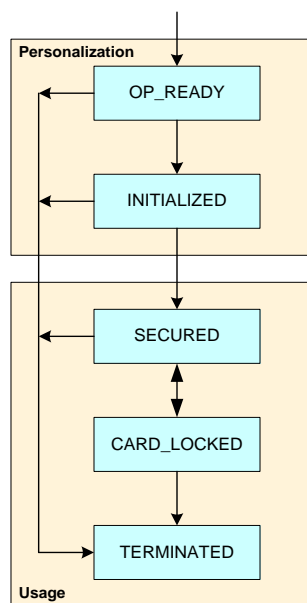 Personalization
OP_READY
INITIALIZED
SECURED
CARD_LOCKED
TERMINATED
Usage